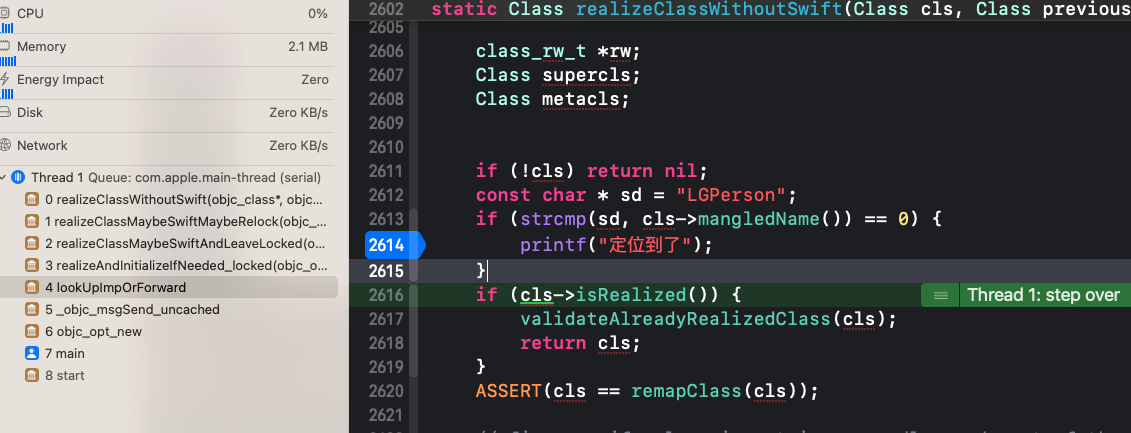 CPU 0%
Memory 2.1 MB
Energy Impact Zero
Disk Zero KB/s
Network Zero KB/s
Thread 1 Queue: com.apple.main-thread (serial)
0 realizeClassWithoutSwift(objc_class*, objc...
1 realizeClassMaybeSwiftMaybeRelock(objc_...
2 realizeClassMaybeSwiftAndLeaveLocked(o...
3 realizeAndInitializeIfNeeded_locked(objc_o...
4 lookUpImpOrForward
5 _objc_msgSend_uncached
6 objc_opt_new
7 main
8 start
2602 static Class realizeClassWithoutSwift(Class cls, Class previous
2605
2606 class_rw_t *rw;
2607 Class supercls;
2608 Class metacls;
2609
2610
2611 if (!cls) return nil;
2612 const char * sd = "LGPerson";
2613 if (strcmp(sd, cls->mangledName()) == 0) {
2614 printf("定位到了");
2615 }
2616 if (cls->isRealized()) { Thread 1: step over
2617 validateAlreadyRealizedClass(cls);
2618 return cls;
2619 }
2620 ASSERT(cls == remapClass(cls));
2621